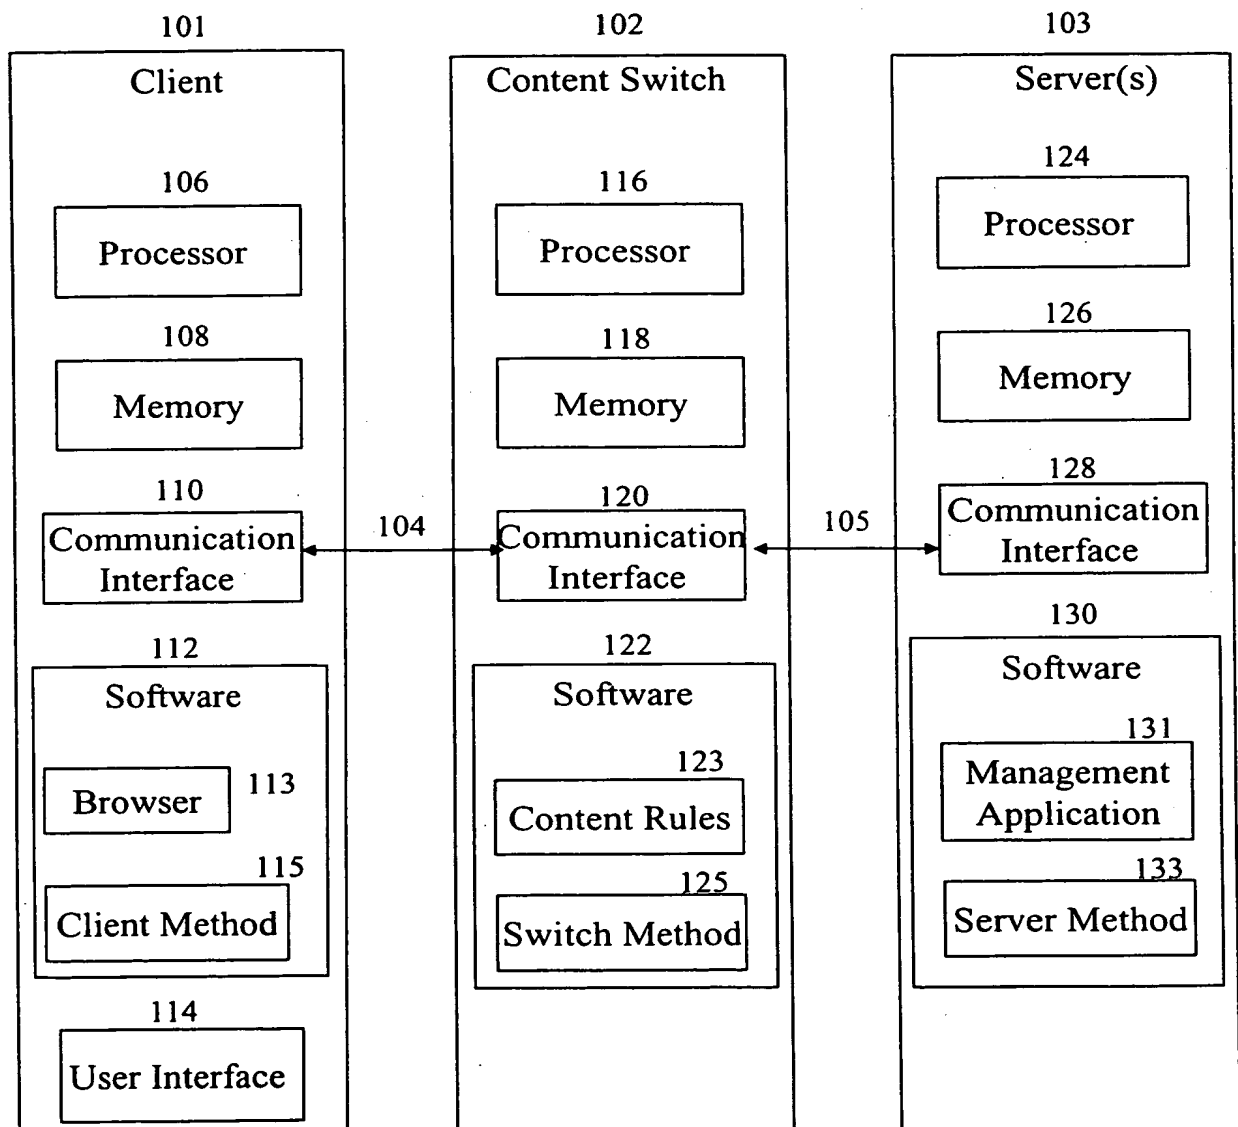 101
Client
106
Processor
108
Memory
110
Communication
Interface
112
Software
Browser
113
115
Client Method
114
User Interface
104
102
Content Switch
116
Processor
118
Memory
120
Communication
Interface
122
Software
123
Content Rules
125
Switch Method
105
103
Server(s)
124
Processor
126
Memory
128
Communication
Interface
130
Software
131
Management
Application
133
Server Method